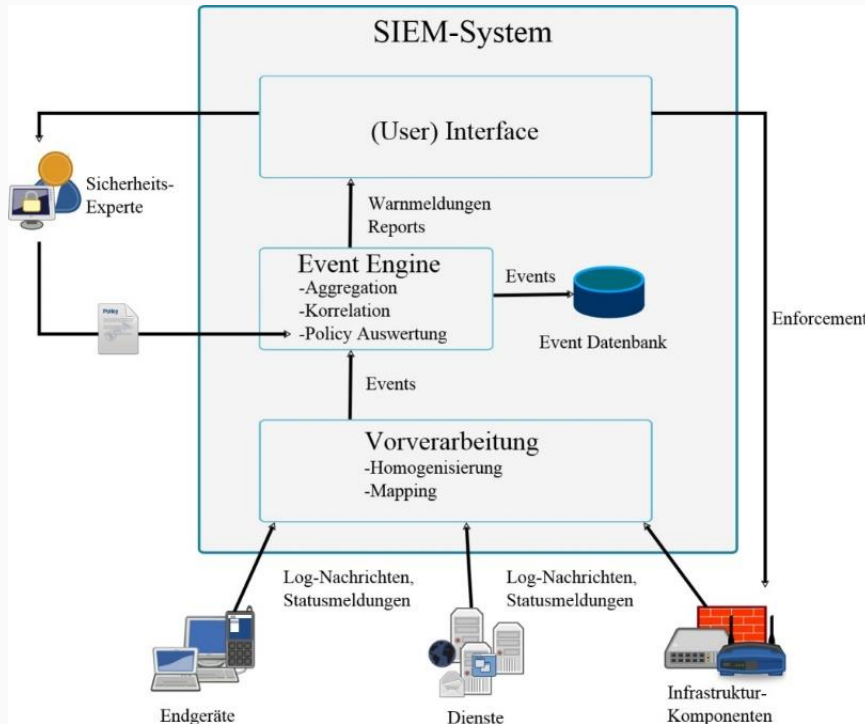 SIEM-System
(User) Interface
Sicherheits-
Experte
Warnmeldungen
Reports
Event Engine
-Aggregation
-Korrelation
-Policy Auswertung
Events
Event Datenbank
Enforcement
Policy
Events
Vorverarbeitung
-Homogenisierung
-Mapping
Log-Nachrichten,
Statusmeldungen
Log-Nachrichten,
Statusmeldungen
Endgeräte
Dienste
Infrastruktur-
Komponenten